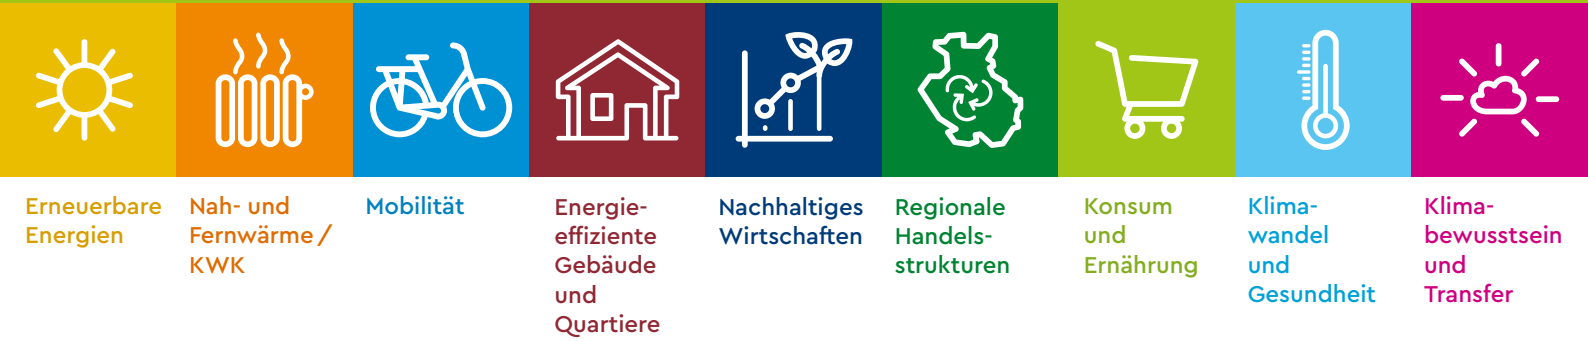 Erneuerbare
Energien
Nah- und
Fernwärme /
KWK
Mobilität
Energie-
effiziente
Gebäude
und
Quartiere
Nachhaltiges
Wirtschaften
Regionale
Handels-
strukturen
Konsum
und
Ernährung
Klima-
wandel
und
Gesundheit
Klima-
bewusstsein
und
Transfer